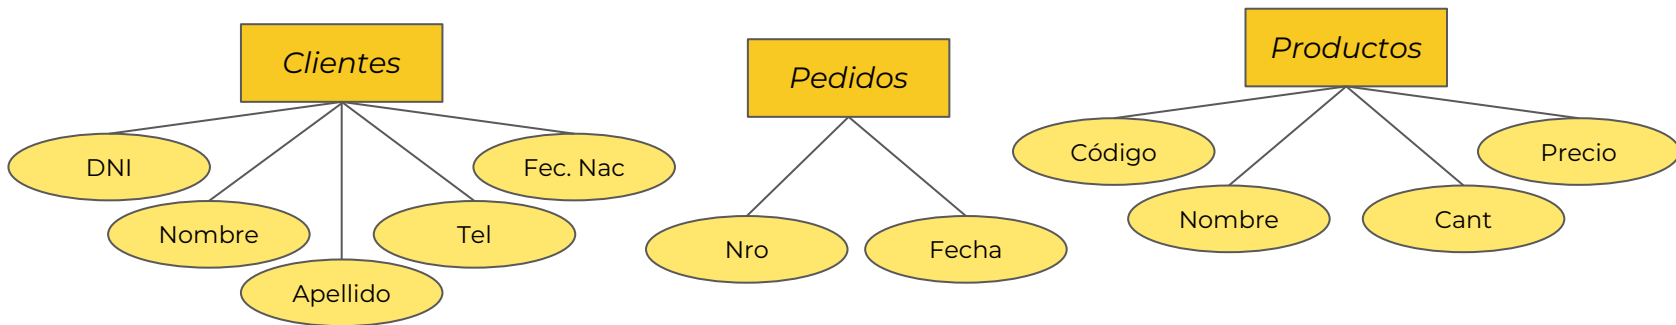 Clientes
DNI
Nombre
Apellido
Tel
Fec. Nac
Pedidos
Nro
Fecha
Productos
Código
Nombre
Cant
Precio